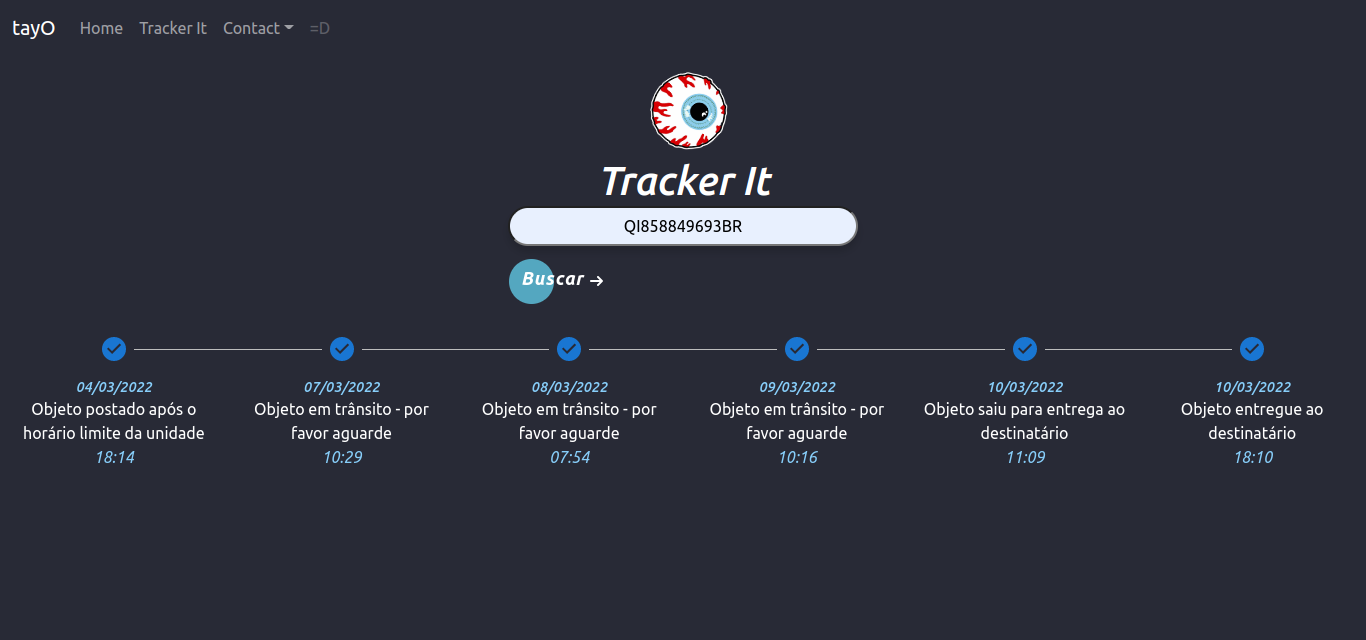 tayO Home Tracker It Contact =D
Tracker It
QI858849693BR
Buscar →
04/03/2022 07/03/2022 08/03/2022 09/03/2022 10/03/2022 10/03/2022
Objeto postado após o Objeto em trânsito - por Objeto em trânsito - por Objeto em trânsito - por Objeto saiu para entrega ao Objeto entregue ao
horário limite da unidade favor aguarde favor aguarde favor aguarde destinatário destinatário
18:14 10:29 07:54 10:16 11:09 18:10